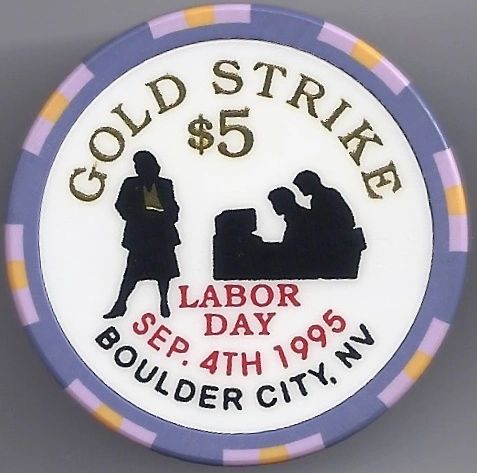 GOLD STRIKE
$5
LABOR
DAY
SEP. 4TH 1995
BOULDER CITY, NV